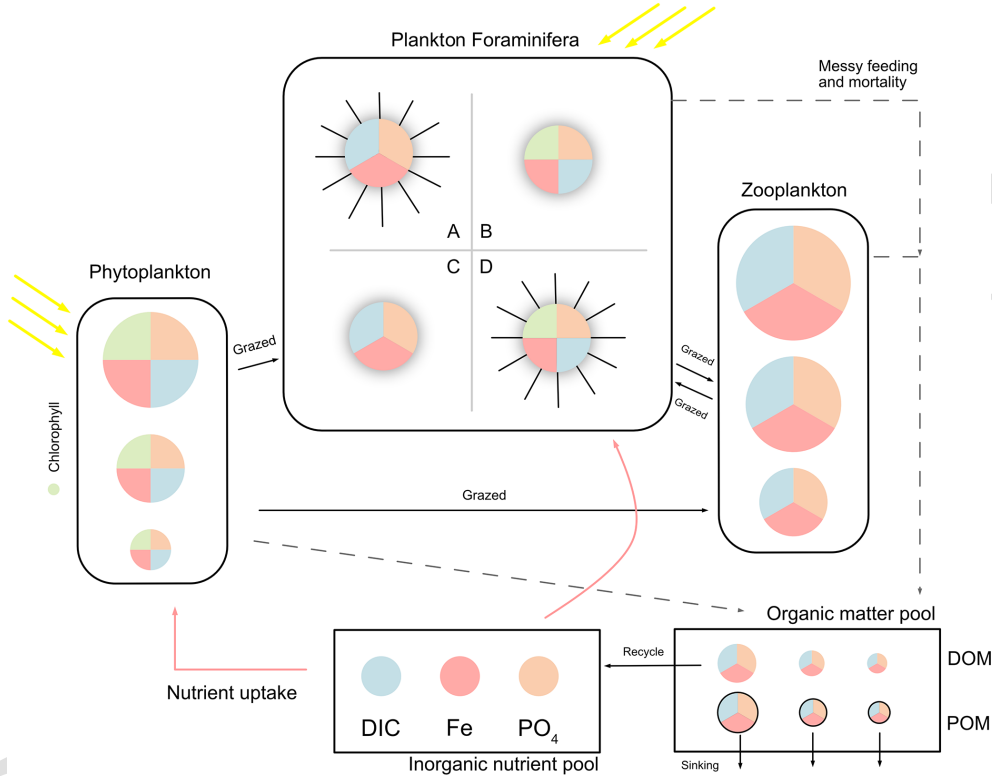 Plankton Foraminifera
Messy feeding
and mortality
Zooplankton
A B
C D
Phytoplankton
Grazed
Grazed
Grazed
Chlorophyll
Grazed
Organic matter pool
Recycle
DOM
Nutrient uptake
DIC Fe PO₄
POM
Inorganic nutrient pool
Sinking